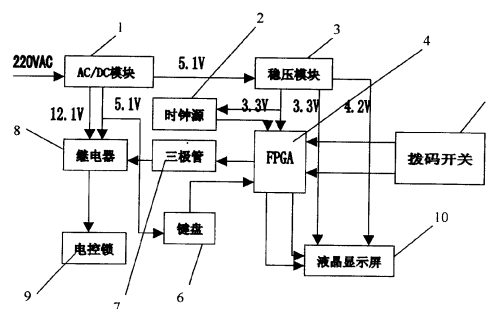 1
2
3
4
5.1V
220VAC
AC/DC模块
稳压模块
12.1V
5.1V
时钟源
3.3V
3.3V
4.2V
8
继电器
三极管
FPGA
拨码开关
键盘
10
电控锁
液晶显示屏
9
7
6